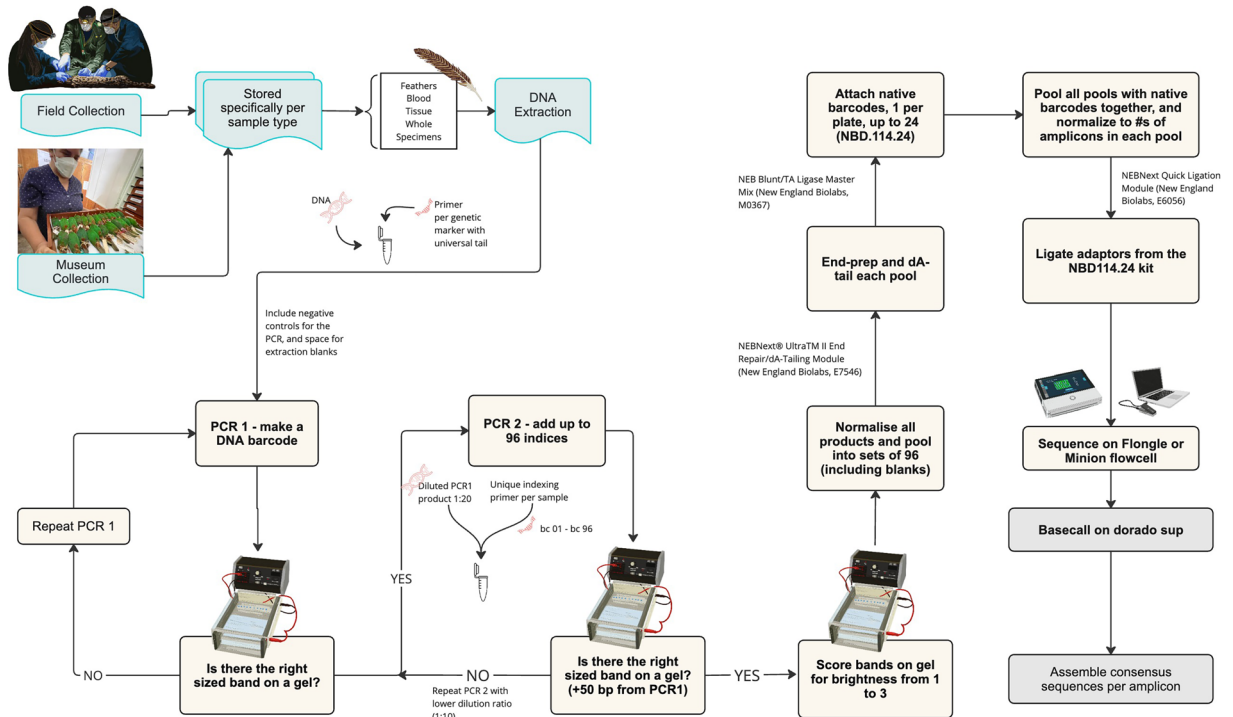 Field Collection
Stored
specifically per
sample type
Feathers
Blood
Tissue
Whole
Specimens
DNA
Extraction
Museum
Collection
DNA
Primer
per genetic
marker with
universal tail
Include negative
controls for the
PCR, and space for
extraction blanks
PCR 1 - make a
DNA barcode
Repeat PCR 1
NO
Is there the right
sized band on a gel?
YES
PCR 2 - add up to
96 indices
Diluted PCR1
product 1:20
Unique indexing
primer per sample
bc 01 - bc 96
NO
Repeat PCR 2 with
lower dilution ratio
(1:10)
Is there the right
sized band on a gel?
(+50 bp from PCR1)
YES
Score bands on gel
for brightness from 1
to 3
Normalise all
products and pool
into sets of 96
(including blanks)
NEBNext® UltraTM II End
Repair/dA-Tailing Module
(New England Biolabs, E7546)
End-prep and dA-
tail each pool
NEB Blunt/TA Ligase Master
Mix (New England Biolabs,
M0367)
Attach native
barcodes, 1 per
plate, up to 24
(NBD.114.24)
Pool all pools with native
barcodes together, and
normalize to #s of
amplicons in each pool
NEBNext Quick Ligation
Module (New England
Biolabs, E6056)
Ligate adaptors from the
NBD114.24 kit
Sequence on Flongle or
Minion flowcell
Basecall on dorado sup
Assemble consensus
sequences per amplicon